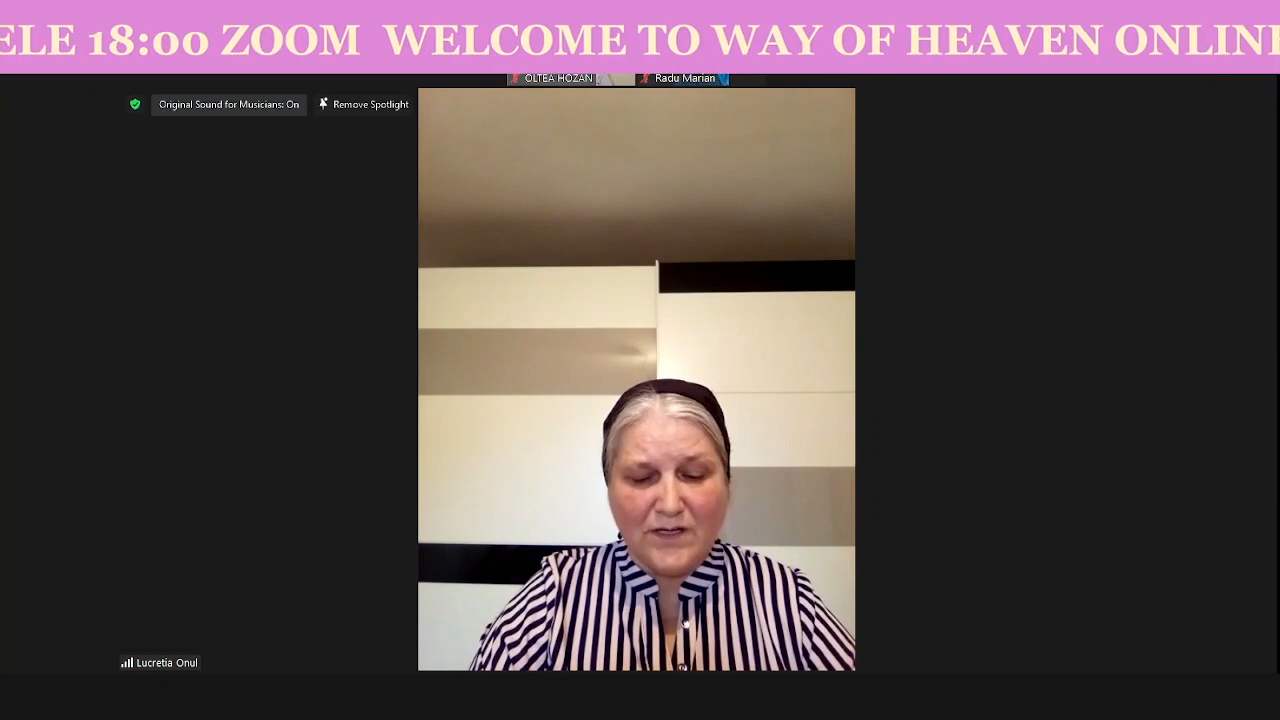 ELE 18:00 ZOOM WELCOME TO WAY OF HEAVEN ONLINE
OLTEA HOZAN Radu Marian
Original Sound for Musicians: On Remove Spotlight
Lucretia Onul